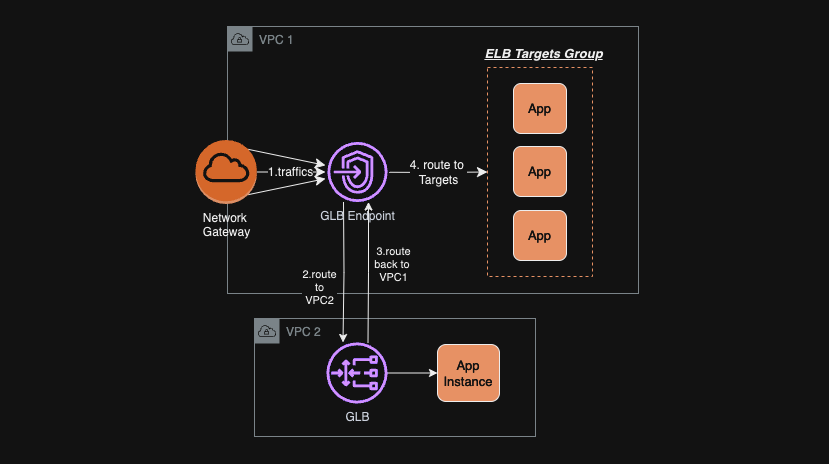 VPC 1
ELB Targets Group
App
App
App
1.traffics
4. route to
Targets
Network
Gateway
GLB Endpoint
2.route
to
VPC2
3.route
back to
VPC1
VPC 2
App
Instance
GLB